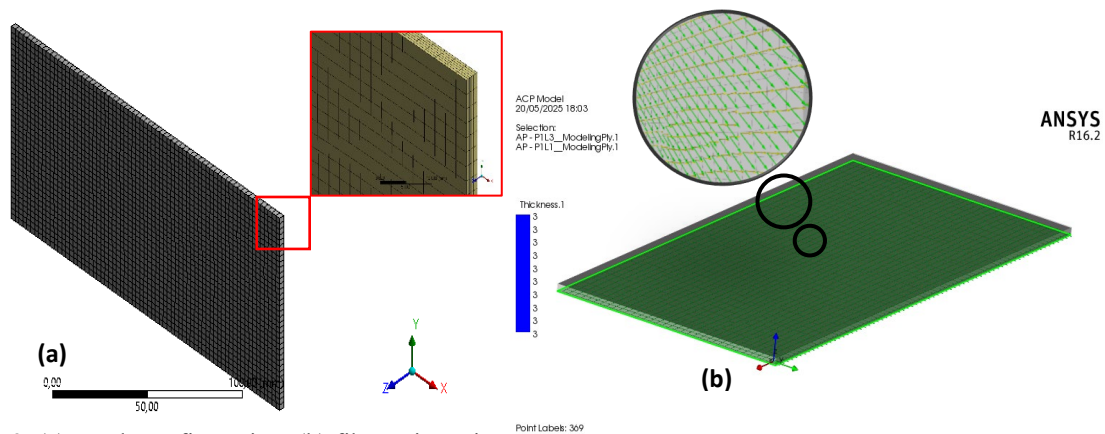 ACP Model
20/05/2025 18:03
Selection:
AP - P1L3__ModelingPly.1
AP - P1L1__ModelingPly.1
ANSYS
R16.2
Thickness.1
3
3
3
3
3
3
3
3
3
3
Y
Z
X
(a)
0,00
50,00
(b)
Point Labels: 369